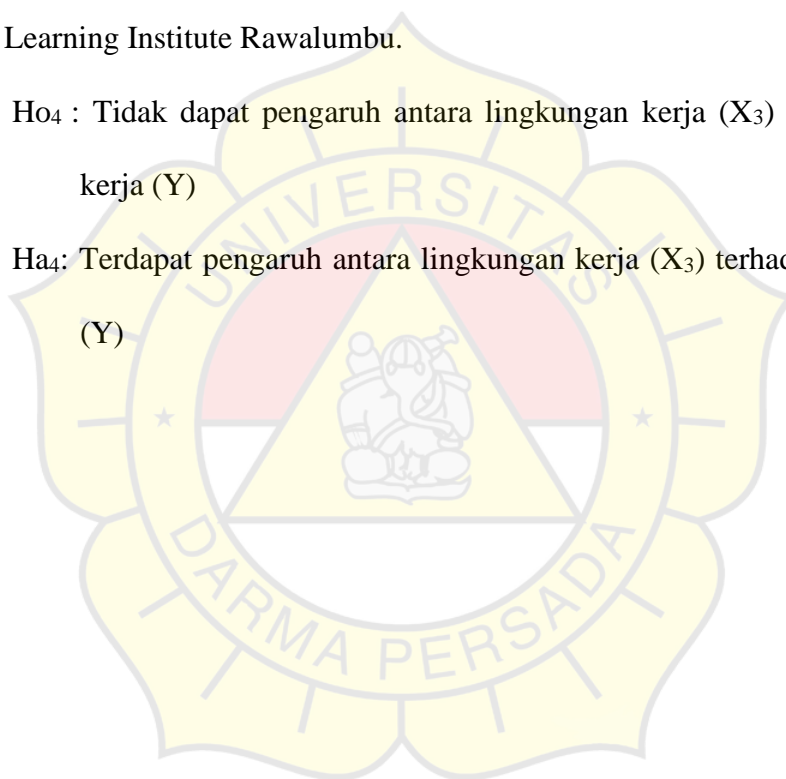 Learning Institute Rawalumbu.
Ho₄ : Tidak dapat pengaruh antara lingkungan kerja (X₃)
kerja (Y)
Ha₄: Terdapat pengaruh antara lingkungan kerja (X₃)
(Y)
UNIVERSITAS
DARMA PERSADA